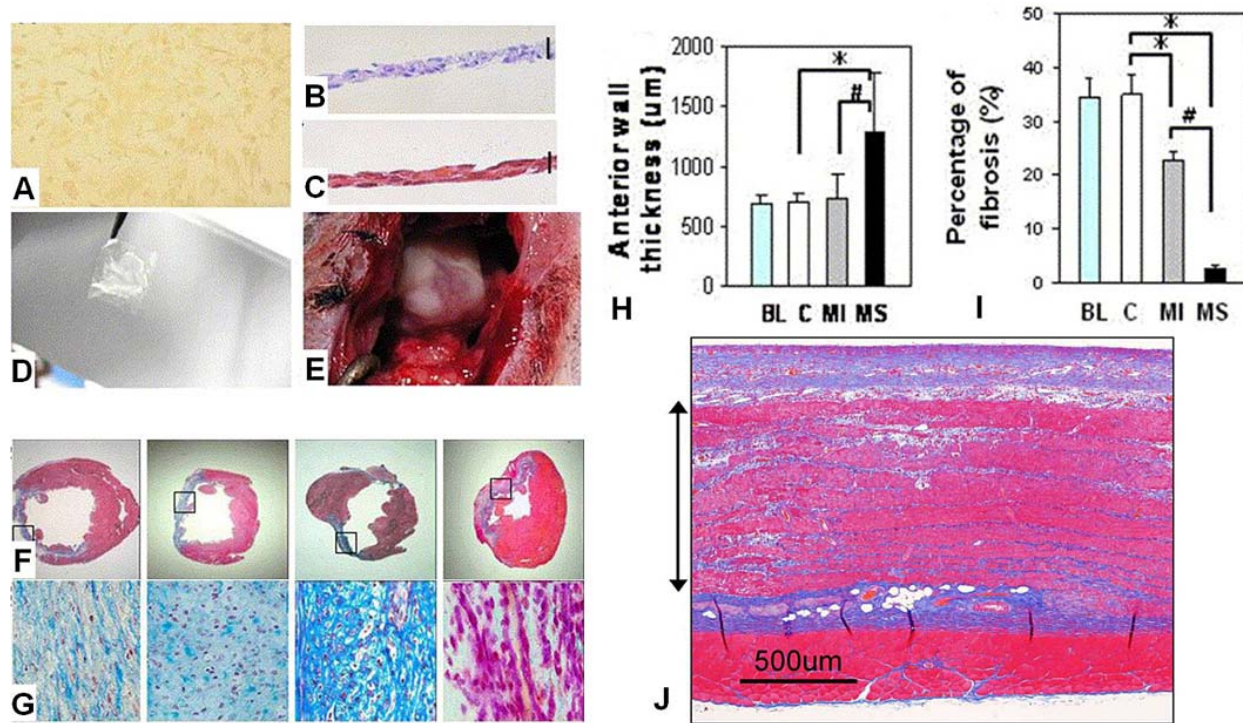 A
B
C
D
E
F
G
H
Anterior wall
thickness (um)
2000
1500
1000
500
0
*
#
BL C MI MS
I
Percentage of
fibrosis (%)
50
40
30
20
10
0
*
*
#
BL C MI MS
J
500um